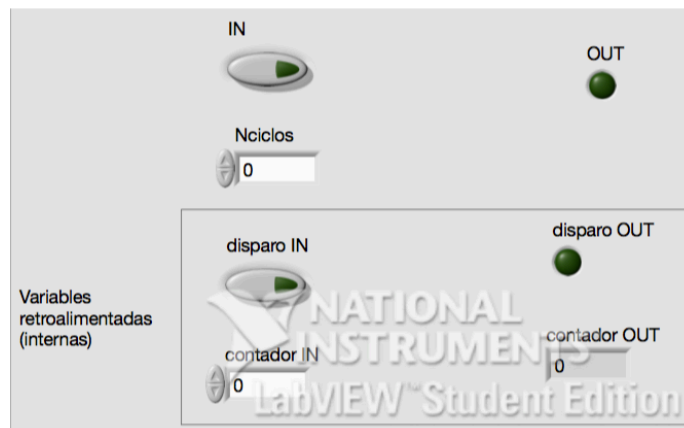 IN
OUT
Nciclos
0
disparo IN
disparo OUT
Variables
retroalimentadas
(internas)
NATIONAL
INSTRUMENTS
contador IN
contador OUT
0
0
LabVIEW™ Student Edition